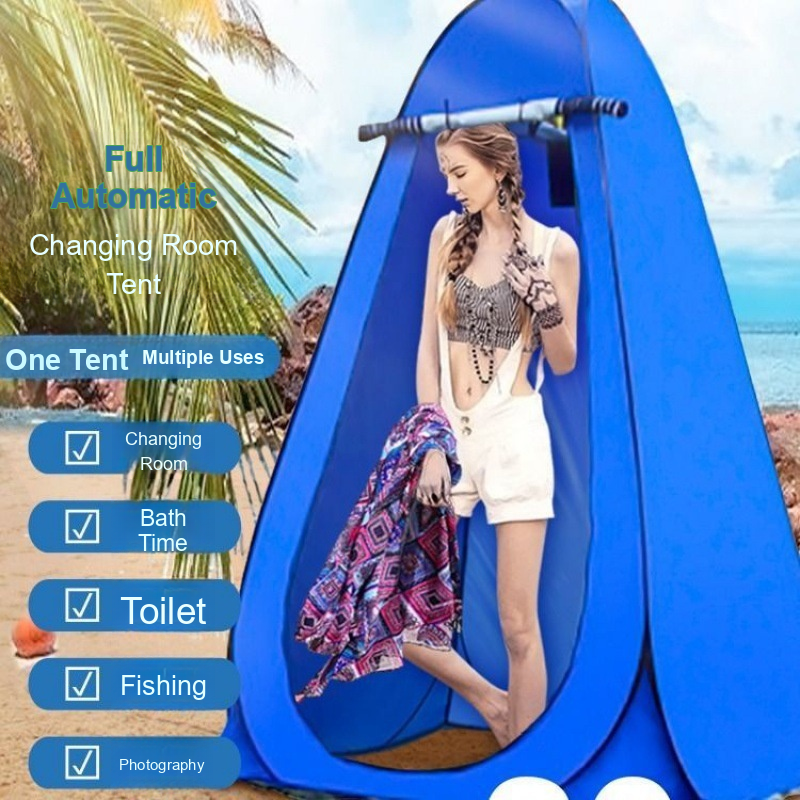 Full
Automatic
Changing Room
Tent
One Tent Multiple Uses
Changing
Room
Bath
Time
Toilet
Fishing
Photography